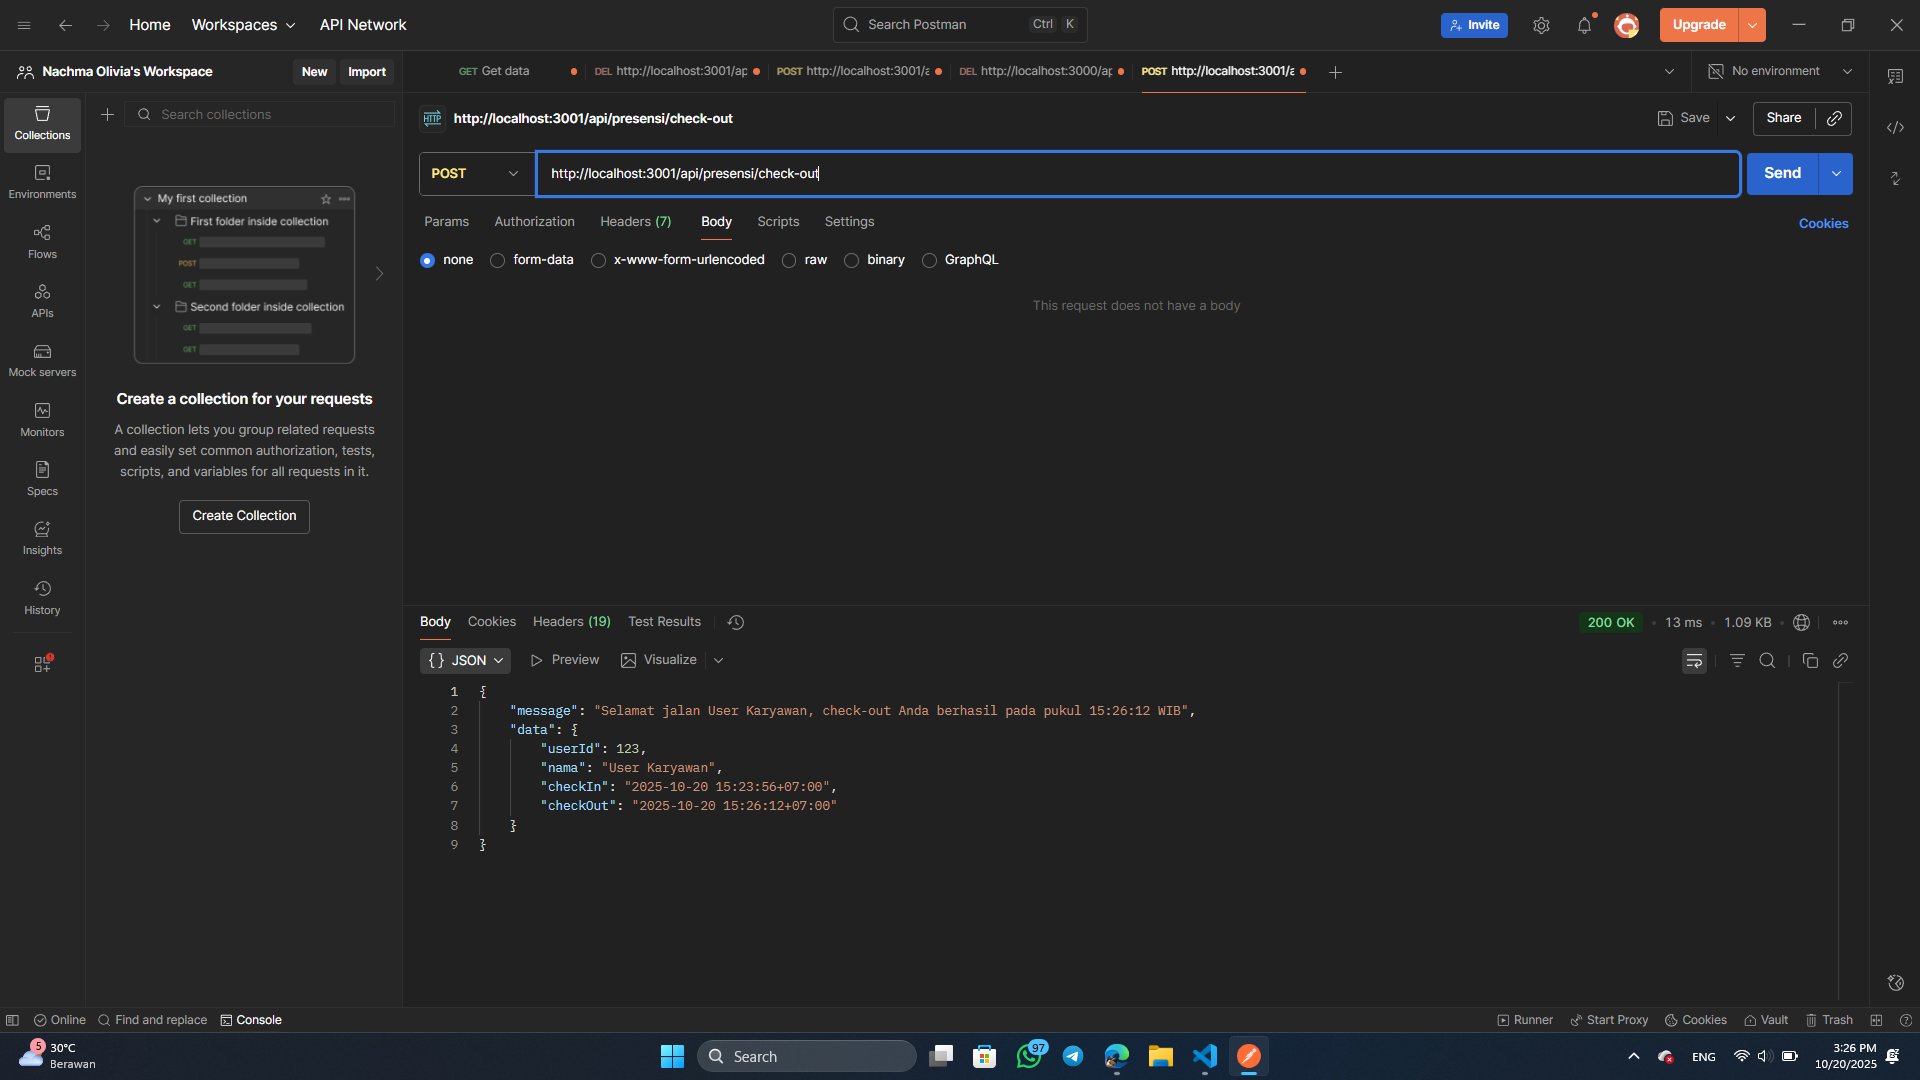 Home Workspaces API Network
Search Postman Ctrl K
Invite Upgrade
Nachma Olivia's Workspace New Import
GET Get data
DEL http://localhost:3001/ap
POST http://localhost:3001/a
DEL http://localhost:3000/ap
POST http://localhost:3001/a
No environment
Collections
Environments
Flows
APIs
Mock servers
Monitors
Specs
Insights
History
Search collections
My first collection
First folder inside collection
GET
POST
GET
Second folder inside collection
GET
GET
Create a collection for your requests
A collection lets you group related requests
and easily set common authorization, tests,
scripts, and variables for all requests in it.
Create Collection
HTTP http://localhost:3001/api/presensi/check-out
Save Share
POST http://localhost:3001/api/presensi/check-out Send
Params Authorization Headers (7) Body Scripts Settings Cookies
none form-data x-www-form-urlencoded raw binary GraphQL
This request does not have a body
Body Cookies Headers (19) Test Results 200 OK • 13 ms • 1.09 KB •
{} JSON Preview Visualize
1 {
2 "message": "Selamat jalan User Karyawan, check-out Anda berhasil pada pukul 15:26:12 WIB",
3 "data": {
4 "userId": 123,
5 "nama": "User Karyawan",
6 "checkIn": "2025-10-20 15:23:56+07:00",
7 "checkOut": "2025-10-20 15:26:12+07:00"
8 }
9 }
Online Find and replace Console Runner Start Proxy Cookies Vault Trash
5 30°C
Berawan
Search
97
ENG
3:26 PM
10/20/2025